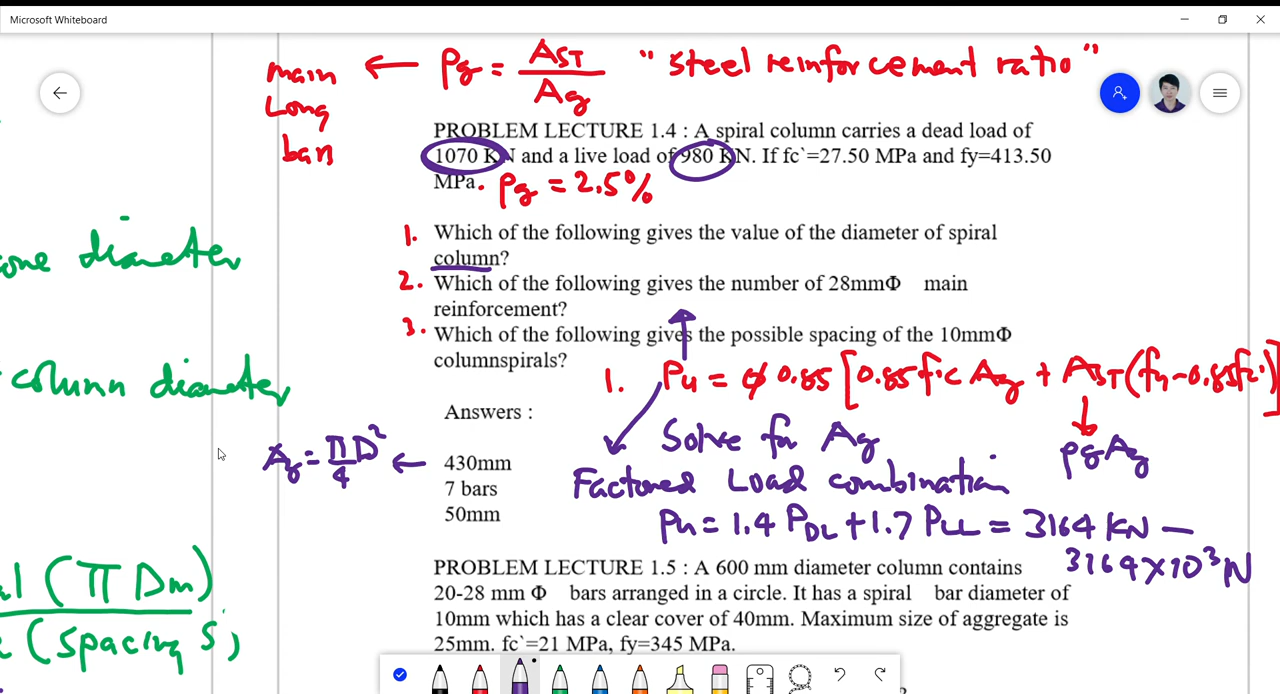 Microsoft Whiteboard
main ← ρg = AST / Ag "steel reinforcement ratio"
Long
bars
PROBLEM LECTURE 1.4 : A spiral column carries a dead load of
1070 KN and a live load of 980 KN. If fc`=27.50 MPa and fy=413.50
MPa. ρg = 2.5%
1. Which of the following gives the value of the diameter of spiral
column?
2. Which of the following gives the number of 28mmΦ main
reinforcement?
3. Which of the following gives the possible spacing of the 10mmΦ
columnspirals?
diameter
column diameter
1. Pu = φ 0.85 [0.85 f'c Ag + AST (fy - 0.85 fc')]
ρg Ag
Solve for Ag
Factored Load combination
Pu = 1.4 PDL + 1.7 PLL = 3164 KN
3164 x 10³ N
Answers :
Ag = π/4 D² ← 430mm
7 bars
50mm
(π Dm)
(spacing s)
PROBLEM LECTURE 1.5 : A 600 mm diameter column contains
20-28 mm Φ bars arranged in a circle. It has a spiral bar diameter of
10mm which has a clear cover of 40mm. Maximum size of aggregate is
25mm. fc`=21 MPa, fy=345 MPa.